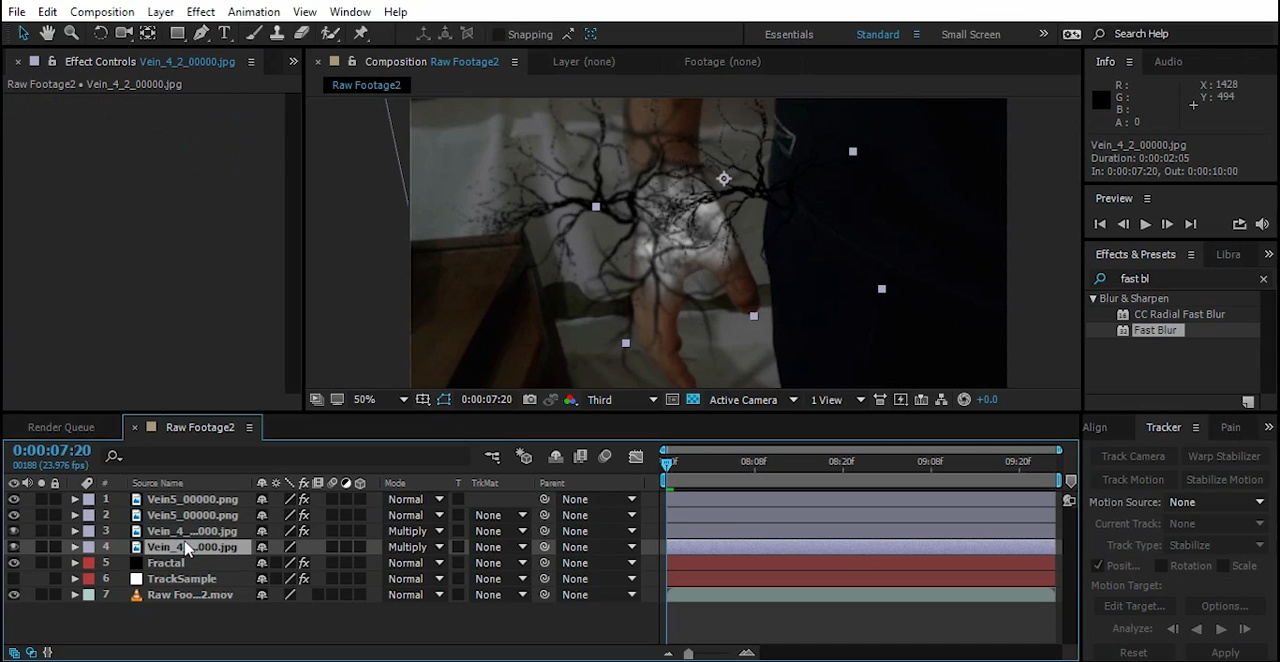 File Edit Composition Layer Effect Animation View Window Help
T Snapping Essentials Standard Small Screen Search Help
Effect Controls Vein_4_2_00000.jpg
Raw Footage2 • Vein_4_2_00000.jpg
Composition Raw Footage2 Layer (none) Footage (none)
Raw Footage2
Info Audio
R :
G :
B :
A : 0
X : 1428
Y : 494
Vein_4_2_00000.jpg
Duration: 0:00:02:05
In: 0:00:07:20, Out: 0:00:10:00
Preview
Effects & Presets Libra
fast bl
Blur & Sharpen
CC Radial Fast Blur
Fast Blur
50% 0:00:07:20 Third Active Camera 1 View +0.0
Render Queue Raw Footage2
0:00:07:20
00188 (23.976 fps)
08:08f 08:20f 09:08f 09:20f
# Source Name fx Mode T TrkMat Parent
1 Vein5_00000.png fx Normal None
2 Vein5_00000.png fx Normal None None
3 Vein_4_...000.jpg fx Multiply None None
4 Vein_4_...000.jpg Multiply None None
5 Fractal fx Normal None None
6 TrackSample fx Normal None None
7 Raw Foo...2.mov Normal None None
Align Tracker Pain
Track Camera Warp Stabilizer
Track Motion Stabilize Motion
Motion Source: None
Current Track: None
Track Type: Stabilize
Posit... Rotation Scale
Motion Target:
Edit Target... Options...
Analyze:
Reset Apply